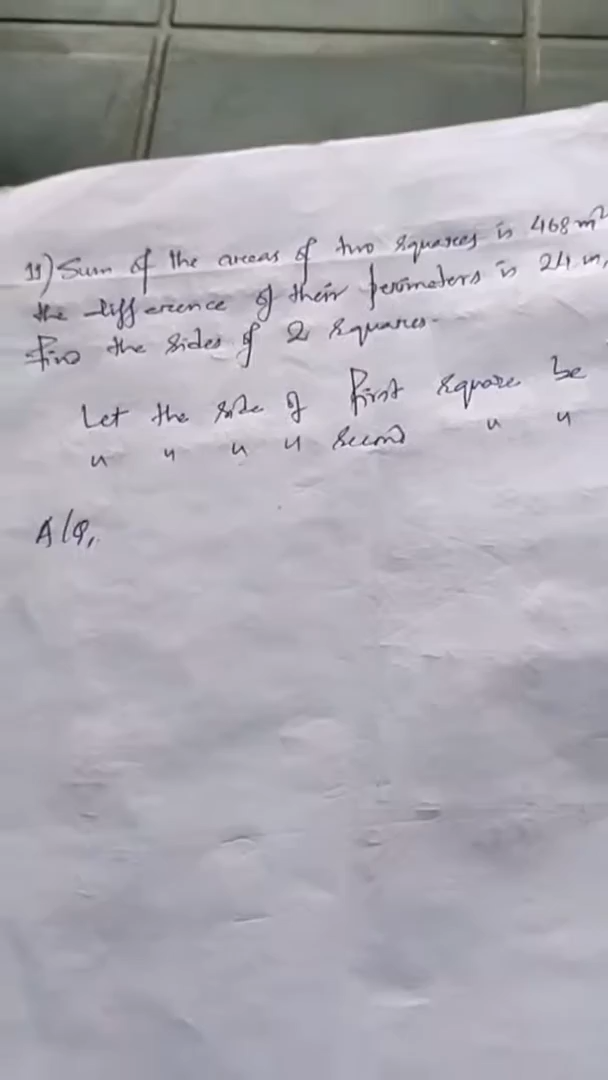 11) Sum of the areas of two squares is 468 m²
the difference of their perimeters is 24 m,
find the sides of 2 squares.
Let the side of first square be
" " " " second " "
A/Q,